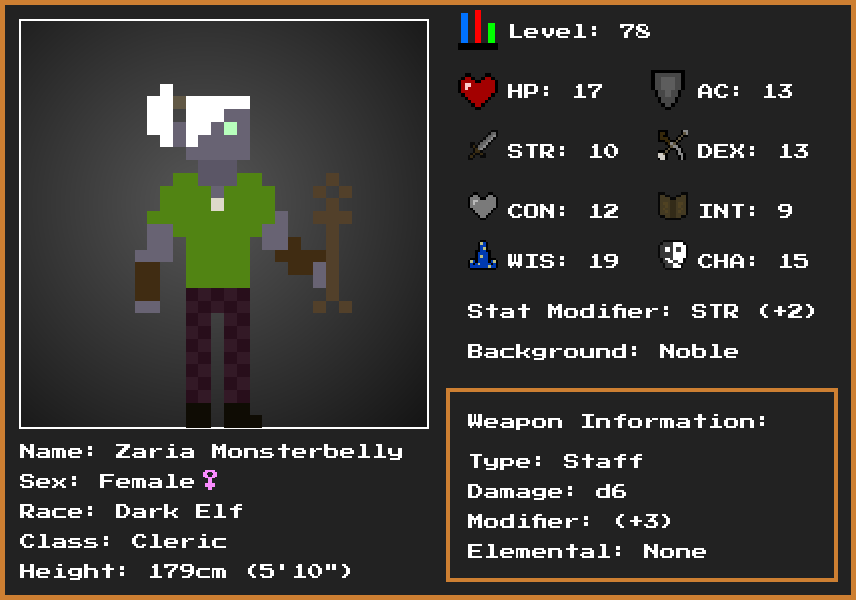 Level: 78
HP: 17
AC: 13
STR: 10
DEX: 13
CON: 12
INT: 9
WIS: 19
CHA: 15
Stat Modifier: STR (+2)
Background: Noble
Weapon Information:
Type: Staff
Damage: d6
Modifier: (+3)
Elemental: None
Name: Zaria Monsterbelly
Sex: Female♀
Race: Dark Elf
Class: Cleric
Height: 179cm (5'10")